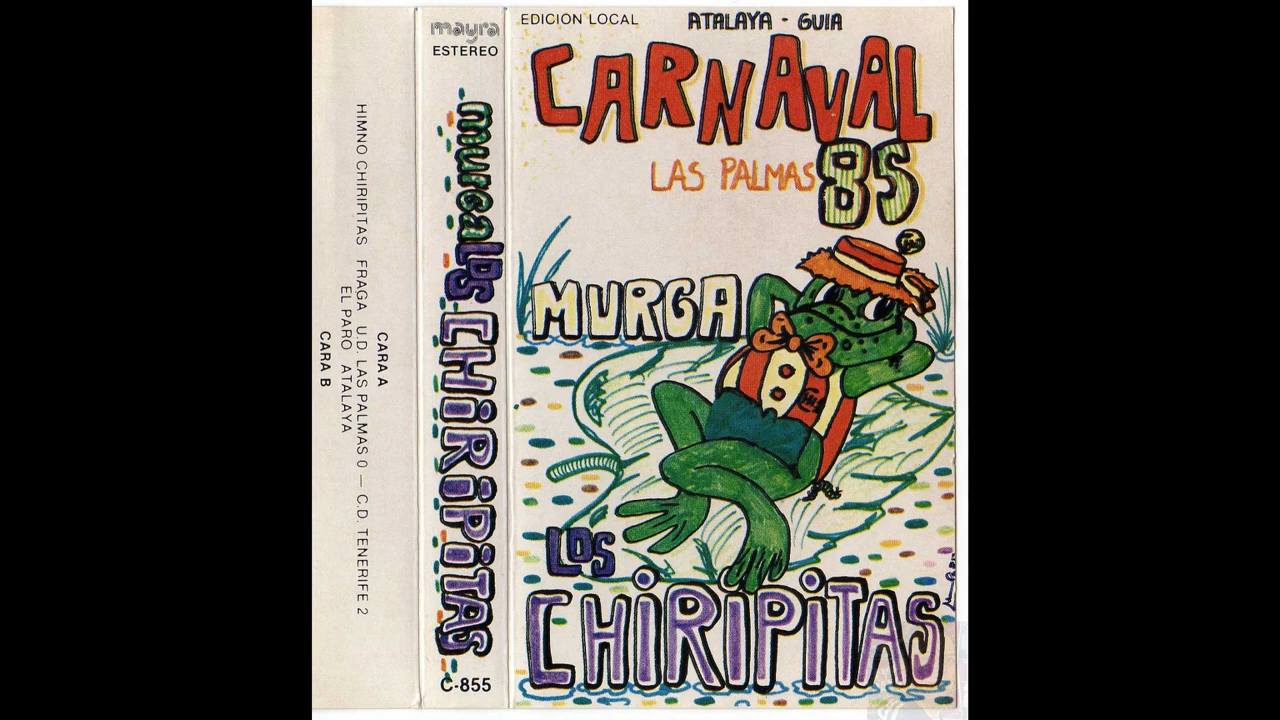 EDICION LOCAL
ATALAYA - GUIA
CARNAVAL
LAS PALMAS 85
MURGA
LOS
CHIRIPITAS
mayra
ESTEREO
MURGA LOS CHIRIPITAS
C-855
CARA A
HIMNO CHIRIPITAS FRAGA U.D. LAS PALMAS 0 — C.D. TENERIFE 2
EL PARO ATALAYA
CARA B